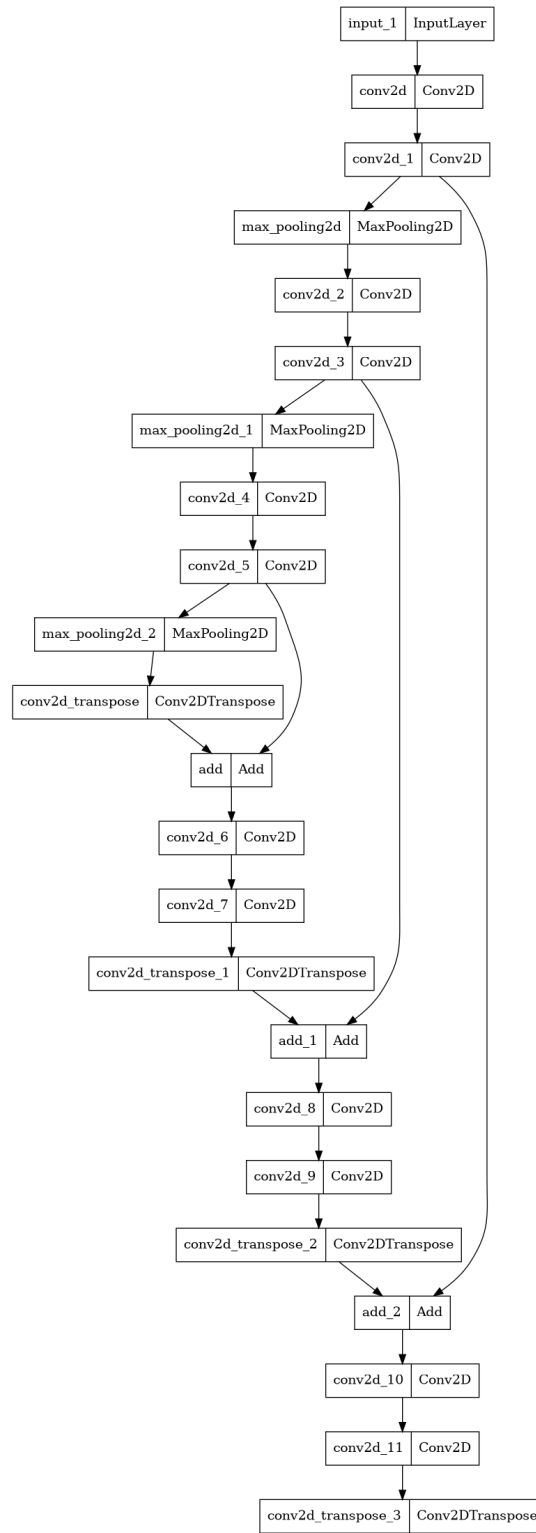 input_1 InputLayer
conv2d Conv2D
conv2d_1 Conv2D
max_pooling2d MaxPooling2D
conv2d_2 Conv2D
conv2d_3 Conv2D
max_pooling2d_1 MaxPooling2D
conv2d_4 Conv2D
conv2d_5 Conv2D
max_pooling2d_2 MaxPooling2D
conv2d_transpose Conv2DTranspose
add Add
conv2d_6 Conv2D
conv2d_7 Conv2D
conv2d_transpose_1 Conv2DTranspose
add_1 Add
conv2d_8 Conv2D
conv2d_9 Conv2D
conv2d_transpose_2 Conv2DTranspose
add_2 Add
conv2d_10 Conv2D
conv2d_11 Conv2D
conv2d_transpose_3 Conv2DTranspose